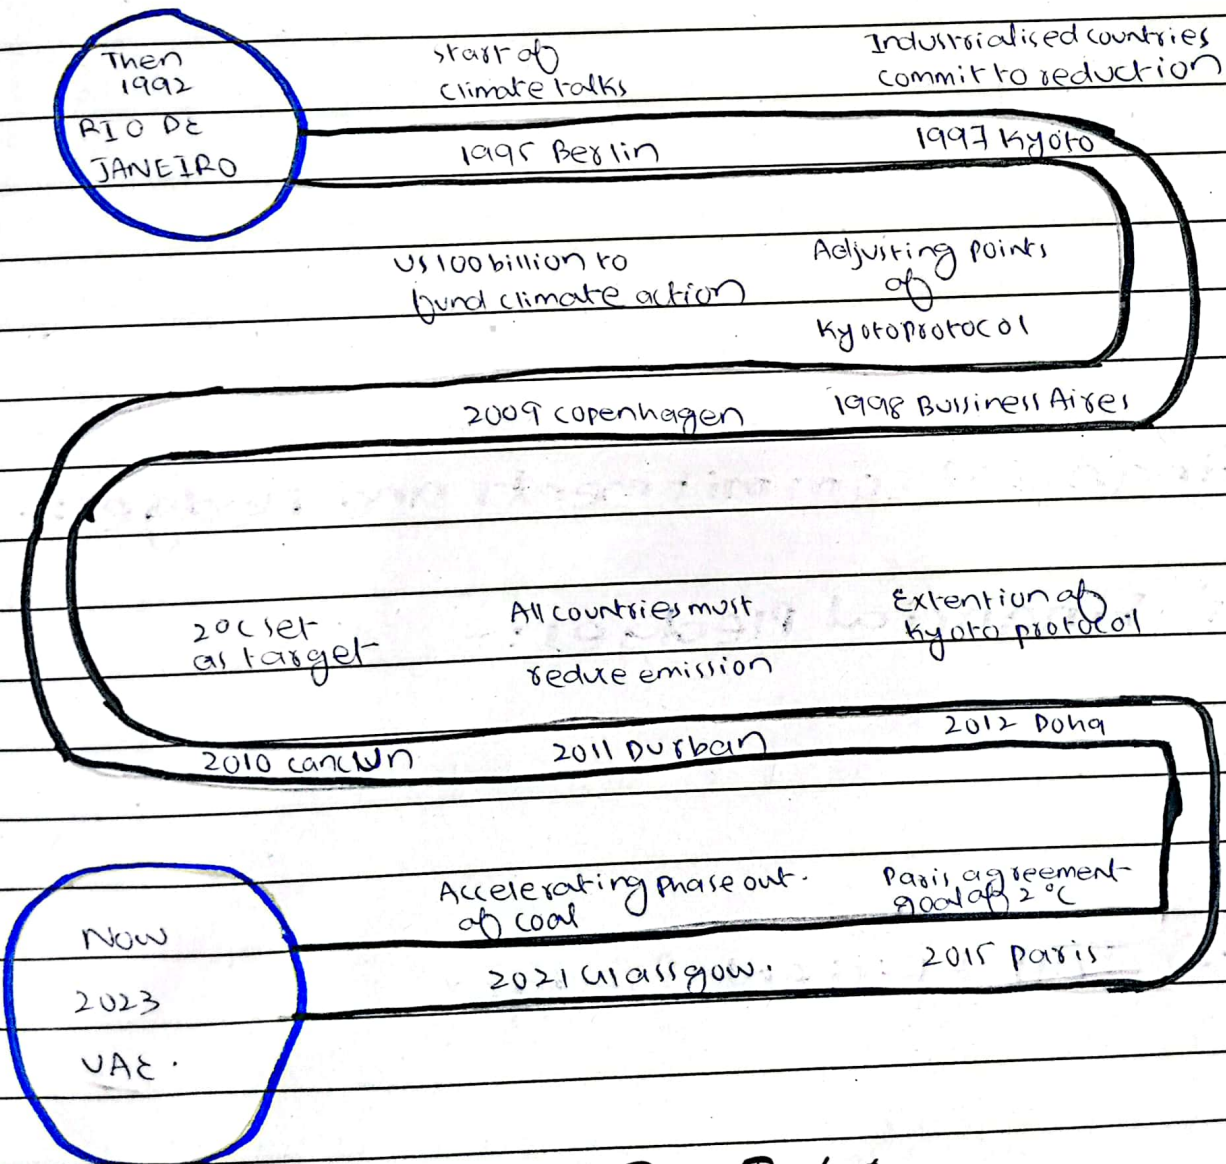 Then
1992
RIO DE
JANEIRO
start of
climate talks
Industrialised countries
commit to reduction
1995 Berlin
1997 Kyoto
US 100 billion to
fund climate action
Adjusting points
of
Kyoto protocol
2009 copenhagen
1998 Bussiness Aires
2°C set
as target
All countries must
reduce emission
Extention of
Kyoto protocol
2010 cancun
2011 Durban
2012 Doha
Accelerating phase out.
of coal
Paris agreement
goal of 2°C
Now
2023
UAE.
2021 Glassgow.
2015 paris